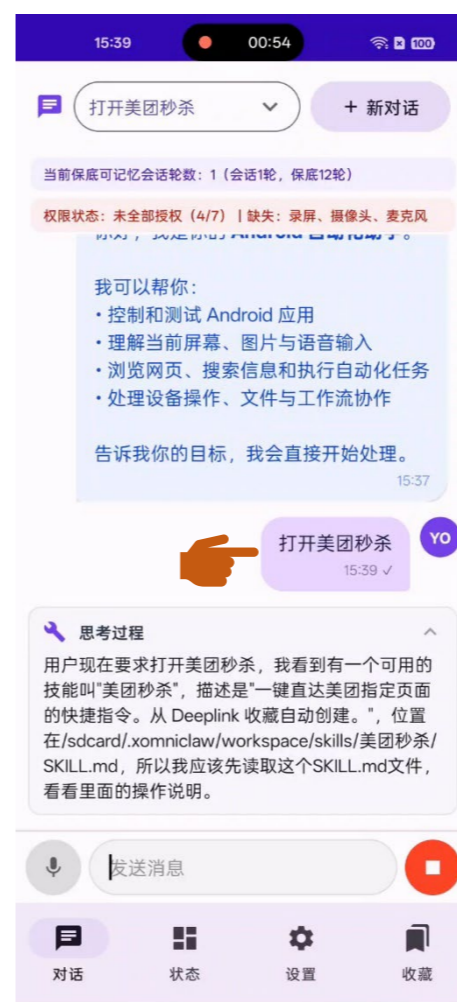 15:39
00:54
100
打开美团秒杀
+ 新对话
当前保底可记忆会话轮数：1（会话1轮，保底12轮）
权限状态：未全部授权（4/7）| 缺失：录屏、摄像头、麦克风
你好，我是你的 Android 自动化助手。
我可以帮你：
• 控制和测试 Android 应用
• 理解当前屏幕、图片与语音输入
• 浏览网页、搜索信息和执行自动化任务
• 处理设备操作、文件与工作流协作
告诉我你的目标，我会直接开始处理。
15:37
打开美团秒杀
YO
15:39 ✓
思考过程
用户现在要求打开美团秒杀，我看到有一个可用的
技能叫"美团秒杀"，描述是"一键直达美团指定页面
的快捷指令。从 Deeplink 收藏自动创建。"，位置
在/sdcard/.xomniclaw/workspace/skills/美团秒杀/
SKILL.md，所以我应该先读取这个SKILL.md文件，
看看里面的操作说明。
发送消息
对话
状态
设置
收藏